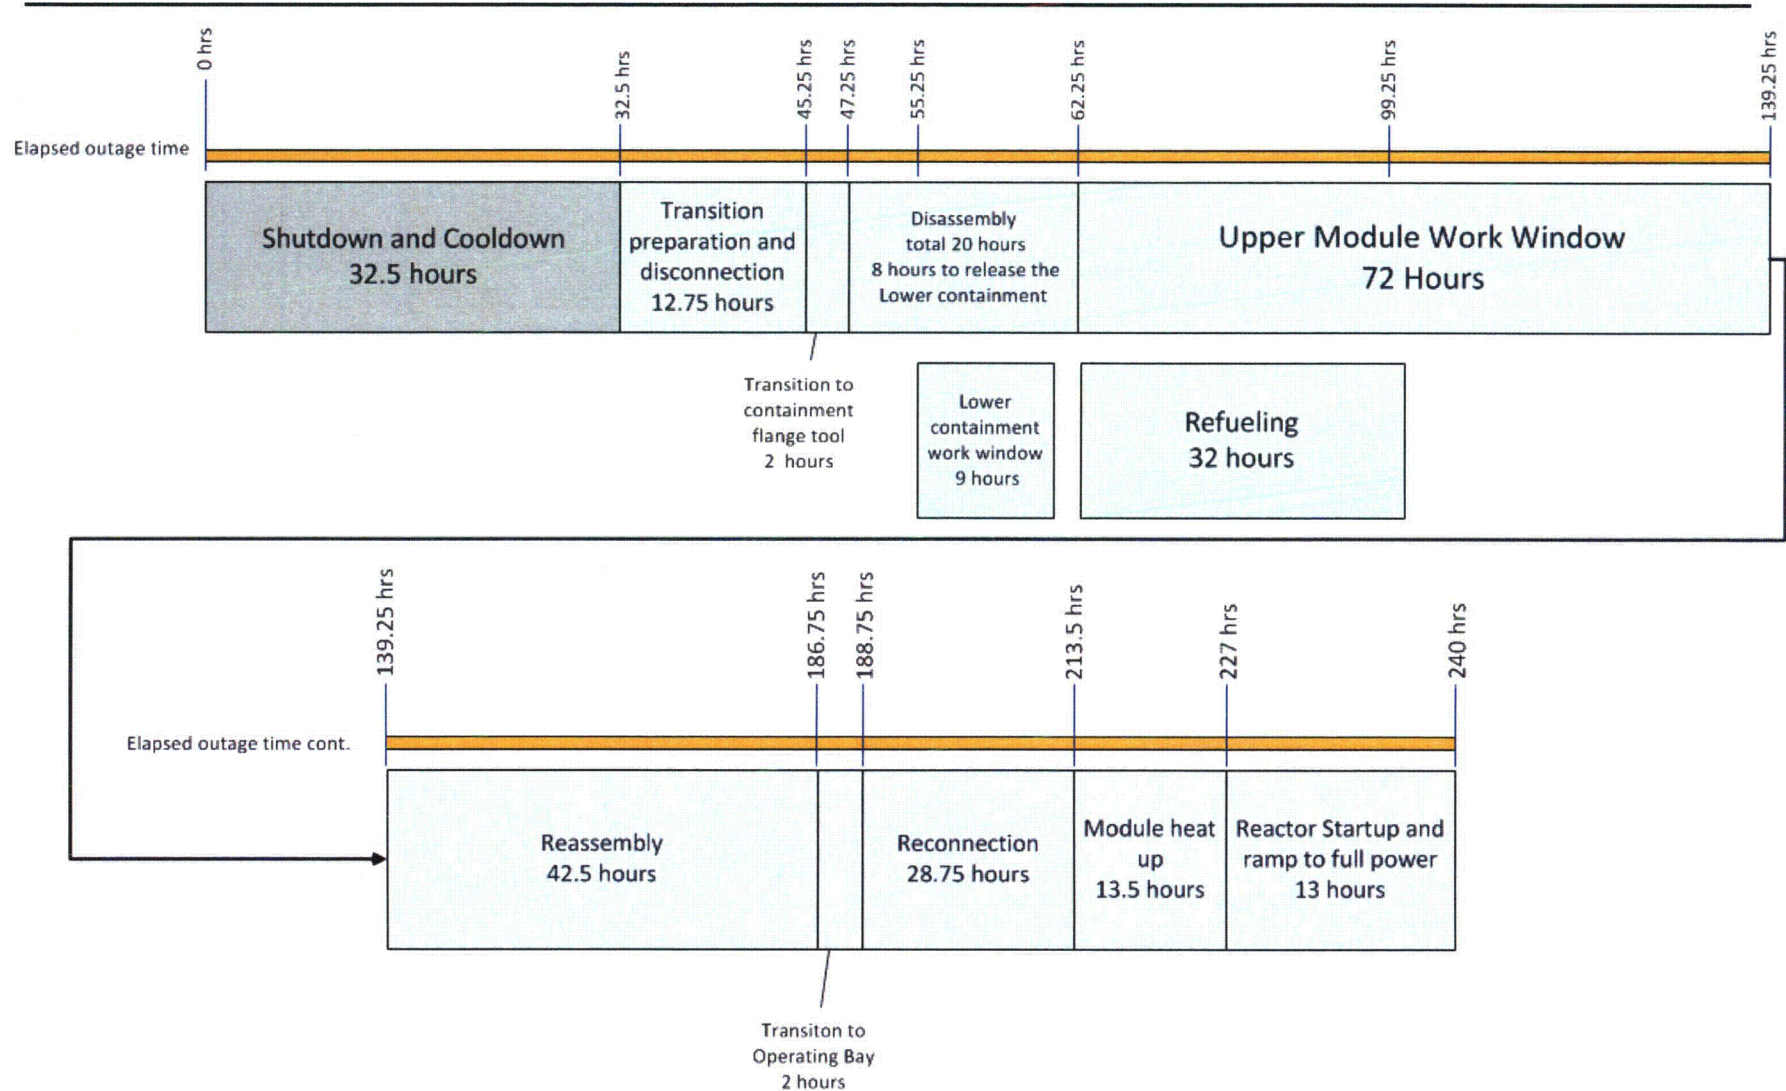 0 hrs
32.5 hrs
45.25 hrs
47.25 hrs
55.25 hrs
62.25 hrs
99.25 hrs
139.25 hrs
Elapsed outage time
Shutdown and Cooldown
32.5 hours
Transition
preparation and
disconnection
12.75 hours
Disassembly
total 20 hours
8 hours to release the
Lower containment
Upper Module Work Window
72 Hours
Transition to
containment
flange tool
2 hours
Lower
containment
work window
9 hours
Refueling
32 hours
139.25 hrs
186.75 hrs
188.75 hrs
213.5 hrs
227 hrs
240 hrs
Elapsed outage time cont.
Reassembly
42.5 hours
Reconnection
28.75 hours
Module heat
up
13.5 hours
Reactor Startup and
ramp to full power
13 hours
Transiton to
Operating Bay
2 hours